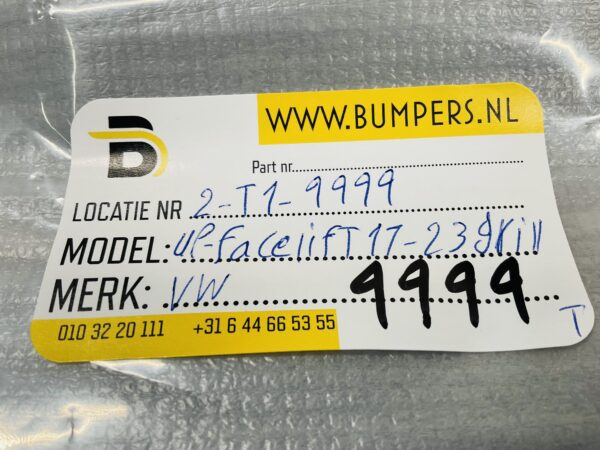 WWW.BUMPERS.NL
B
Part nr.
LOCATIE NR 2-T1-9999
MODEL: UP-FaceliFT 17-23 grill
MERK: VW
9999
010 32 20 111 +31 6 44 66 53 55
T